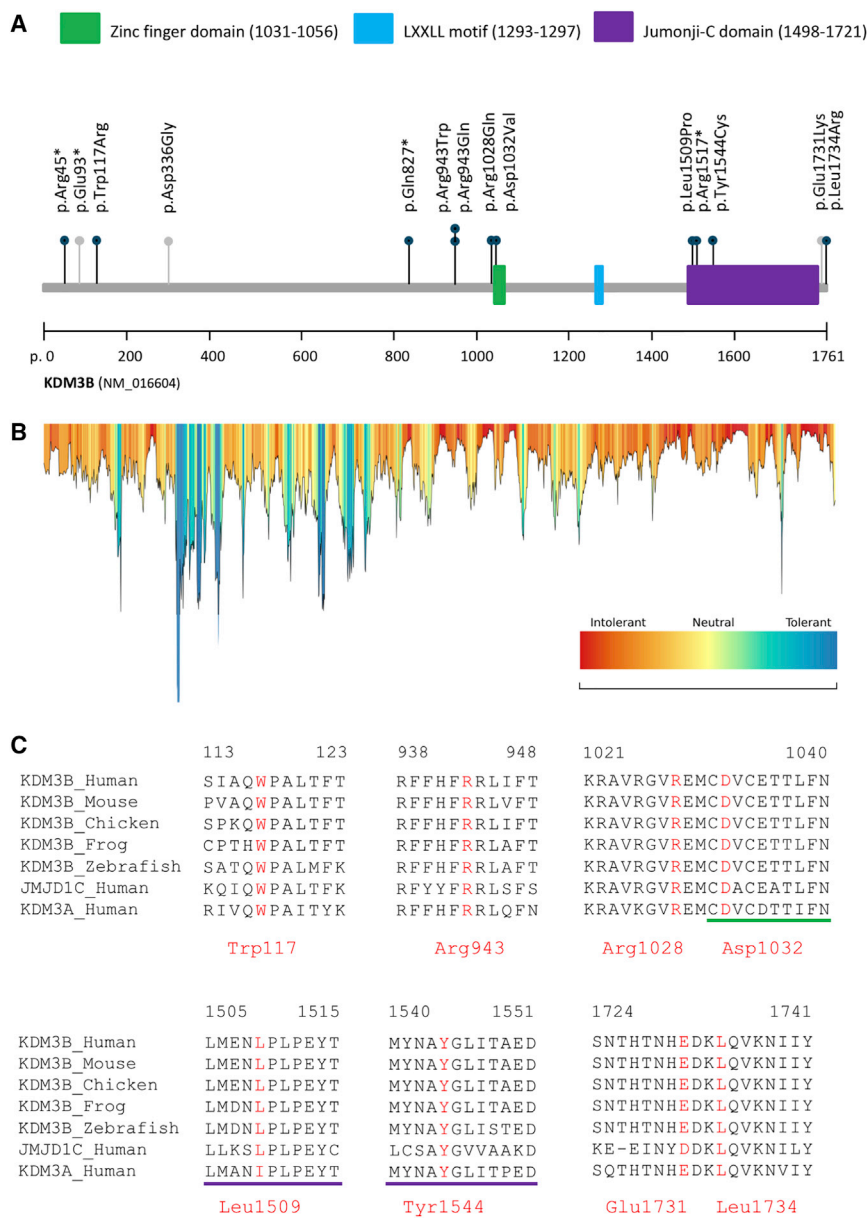 A
Zinc finger domain (1031-1056) LXXLL motif (1293-1297) Jumonji-C domain (1498-1721)
p.Arg45*
p.Glu93*
p.Trp117Arg
p.Asp336Gly
p.Gln827*
p.Arg943Trp
p.Arg943Gln
p.Arg1028Gln
p.Asp1032Val
p.Leu1509Pro
p.Arg1517*
p.Tyr1544Cys
p.Glu1731Lys
p.Leu1734Arg
p. 0 200 400 600 800 1000 1200 1400 1600 1761
KDM3B (NM_016604)
B
Intolerant Neutral Tolerant
C
113 123 938 948 1021 1040
KDM3B_Human SIAQWPALTFT RFFHFRRLIFT KRAVRGVREMCDVCETTLFN
KDM3B_Mouse PVAQWPALTFT RFFHFRRLVFT KRAVRGVREMCDVCETTLFN
KDM3B_Chicken SPKQWPALTFT RFFHFRRLIFT KRAVRGVREMCDVCETTLFN
KDM3B_Frog CPTHWPALTFT RFFHFRRLAFT KRAVRGVREMCDVCETTLFN
KDM3B_Zebrafish SATQWPALMFK RFFHFRRLAFT KRAVRGVREMCDVCETTLFN
JMJD1C_Human KQIQWPALTFK RFYYFRRLSFS KRAVRGVREMCDACEATLFN
KDM3A_Human RIVQWPAITYK RFFHFRRLQFN KRAVKGVREMCDVCDTTIFN
Trp117 Arg943 Arg1028 Asp1032
1505 1515 1540 1551 1724 1741
KDM3B_Human LMENLPLPEYT MYNAYGLITAED SNTHTNHEDKLQVKNIIY
KDM3B_Mouse LMENLPLPEYT MYNAYGLITAED SNTHTNHEDKLQVKNIIY
KDM3B_Chicken LMENLPLPEYT MYNAYGLITAED SNTHTNHEDKLQVKNIIY
KDM3B_Frog LMDNLPLPEYT MYNAYGLITAED SNTHTNHEDKLQVKNIIY
KDM3B_Zebrafish LMDNLPLPEYT MYNAYGLISTED SNTHTNHEDKLQVKNIIY
JMJD1C_Human LLKSLPLPEYC LCSAYGVVAAKD KE-EINYDDKLQVKNILY
KDM3A_Human LMANIPLPEYT MYNAYGLITPED SQTHTNHEDKLQVKNVIY
Leu1509 Tyr1544 Glu1731 Leu1734